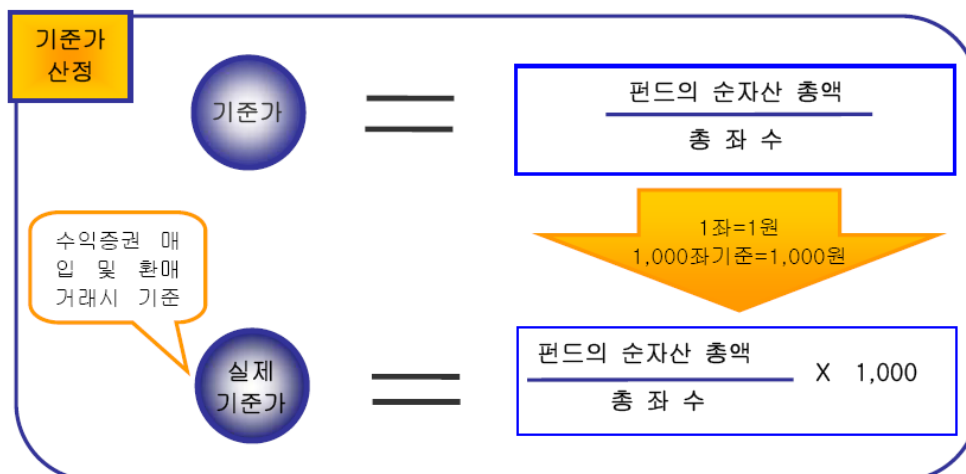 기준가
산정
기준가
펀드의 순자산 총액
총 좌 수
1좌=1원
1,000좌기준=1,000원
수익증권 매
입 및 환매
거래시 기준
실제
기준가
펀드의 순자산 총액
총 좌 수
X 1,000